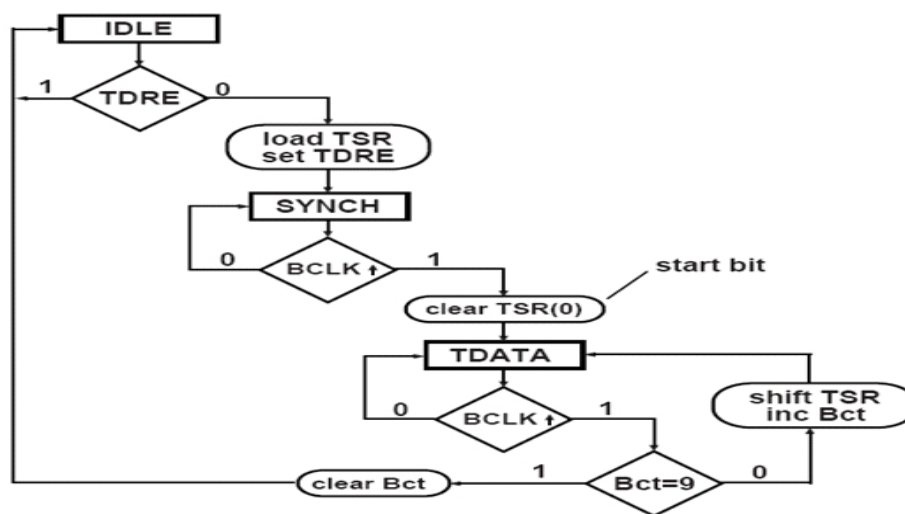 IDLE
1
TDRE
0
load TSR
set TDRE
SYNCH
0
BCLK ↑
1
start bit
clear TSR(0)
TDATA
0
BCLK ↑
1
shift TSR
inc Bct
clear Bct
1
Bct=9
0